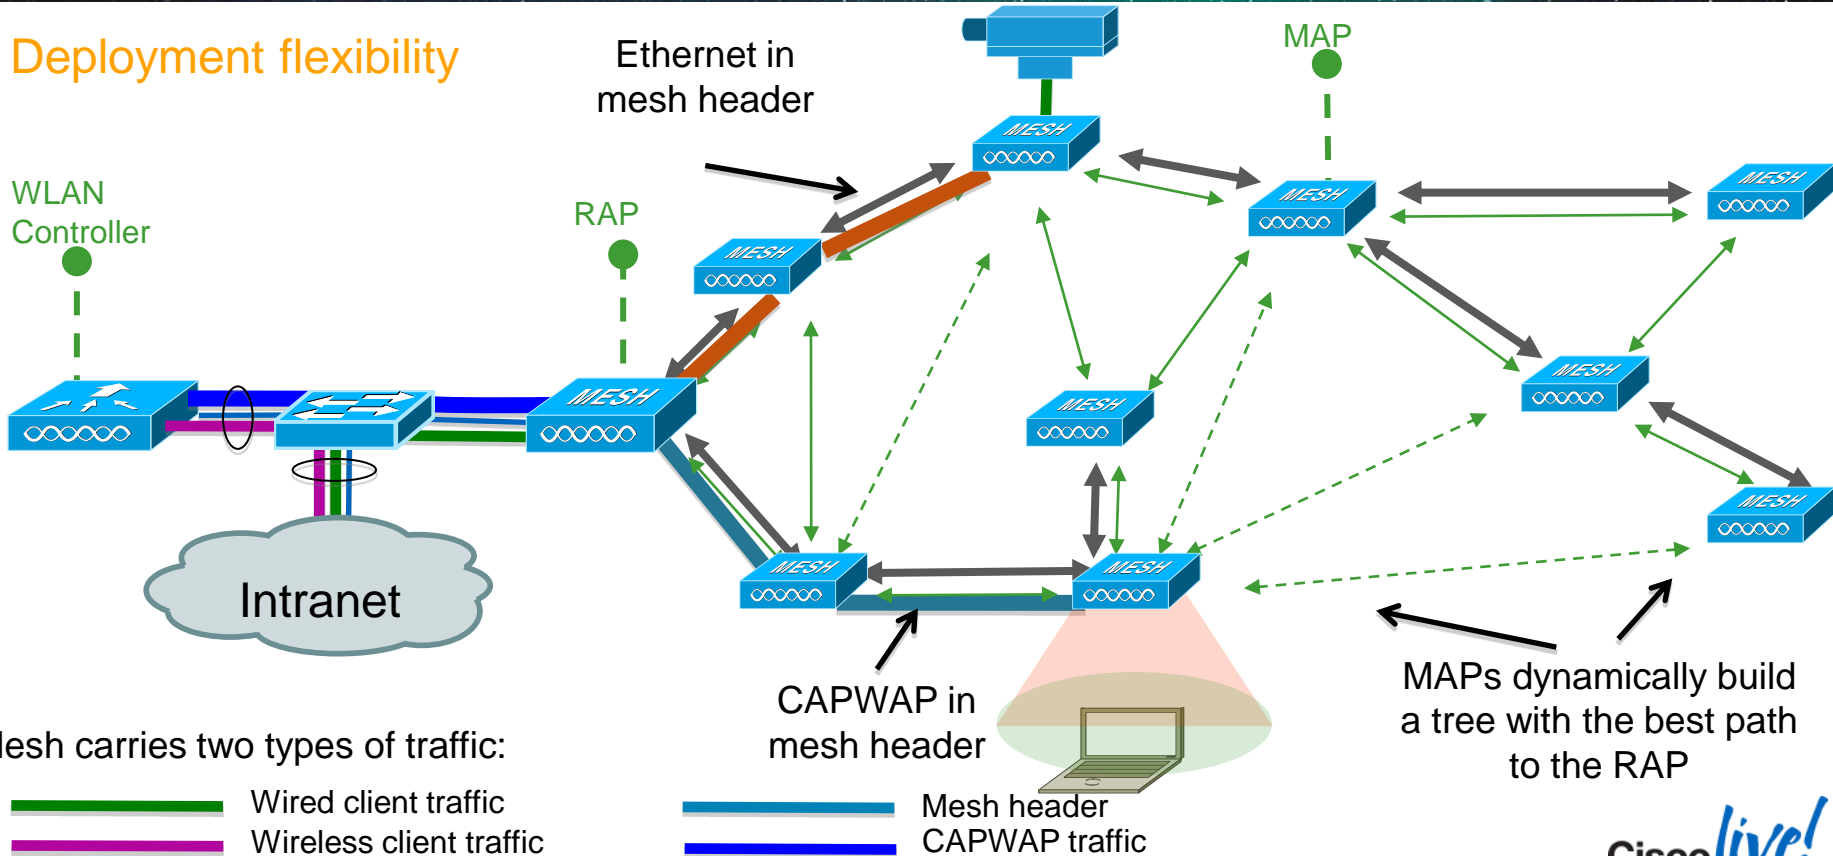 Deployment flexibility
Ethernet in
mesh header
MAP
WLAN
Controller
RAP
MESH
MESH
MESH
MESH
MESH
MESH
MESH
MESH
MESH
MESH
Intranet
CAPWAP in
mesh header
MAPs dynamically build
a tree with the best path
to the RAP
esh carries two types of traffic:
Wired client traffic
Mesh header
Wireless client traffic
CAPWAP traffic
Cisco live!